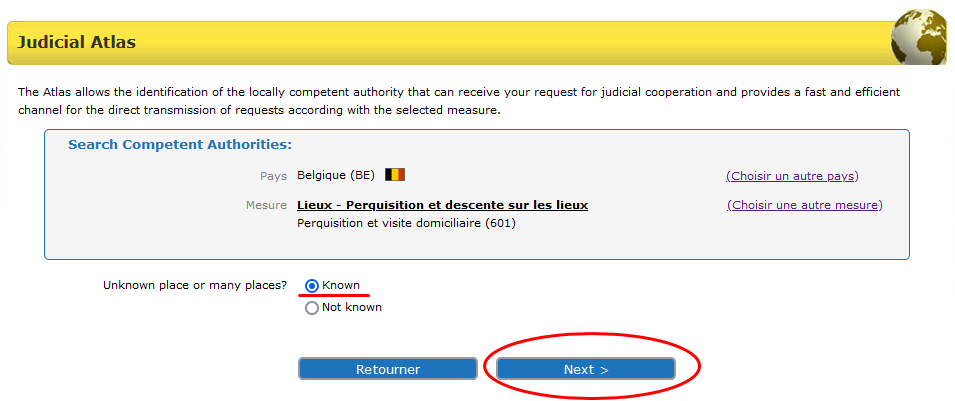 Judicial Atlas
The Atlas allows the identification of the locally competent authority that can receive your request for judicial cooperation and provides a fast and efficient
channel for the direct transmission of requests according with the selected measure.
Search Competent Authorities:
Pays Belgique (BE) (Choisir un autre pays)
Mesure Lieux - Perquisition et descente sur les lieux (Choisir une autre mesure)
Perquisition et visite domiciliaire (601)
Unknown place or many places? Known
Not known
Retourner Next >